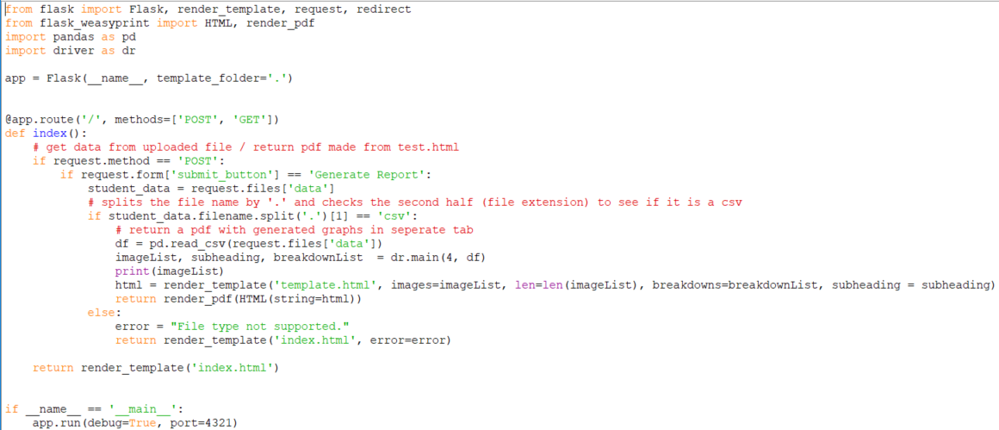 from flask import Flask, render_template, request, redirect
from flask_weasyprint import HTML, render_pdf
import pandas as pd
import driver as dr

app = Flask(__name__, template_folder='.')


@app.route('/', methods=['POST', 'GET'])
def index():
    # get data from uploaded file / return pdf made from test.html
    if request.method == 'POST':
        if request.form['submit_button'] == 'Generate Report':
            student_data = request.files['data']
            # splits the file name by '.' and checks the second half (file extension) to see if it is a csv
            if student_data.filename.split('.')[1] == 'csv':
                # return a pdf with generated graphs in seperate tab
                df = pd.read_csv(request.files['data'])
                imageList, subheading, breakdownList  = dr.main(4, df)
                print(imageList)
                html = render_template('template.html', images=imageList, len=len(imageList), breakdowns=breakdownList, subheading = subheading)
                return render_pdf(HTML(string=html))
            else:
                error = "File type not supported."
                return render_template('index.html', error=error)

    return render_template('index.html')


if __name__ == '__main__':
    app.run(debug=True, port=4321)